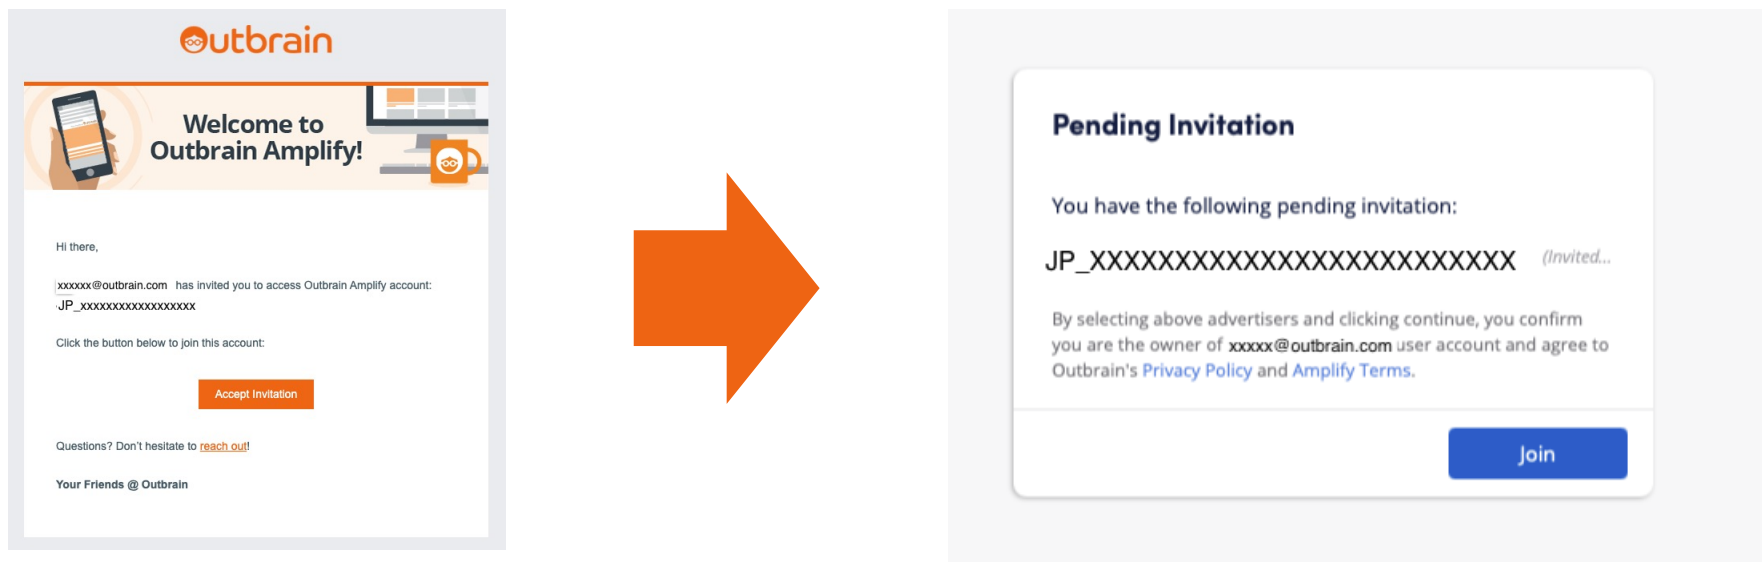 Outbrain
Welcome to
Outbrain Amplify!
Hi there,
xxxxxx@outbrain.com has invited you to access Outbrain Amplify account:
JP_xxxxxxxxxxxxxxxxxx
Click the button below to join this account:
Accept Invitation
Questions? Don't hesitate to reach out!
Your Friends @ Outbrain
Pending Invitation
You have the following pending invitation:
JP_XXXXXXXXXXXXXXXXXXXXXXXXX (Invited...
By selecting above advertisers and clicking continue, you confirm
you are the owner of xxxxx@outbrain.com user account and agree to
Outbrain's Privacy Policy and Amplify Terms.
Join